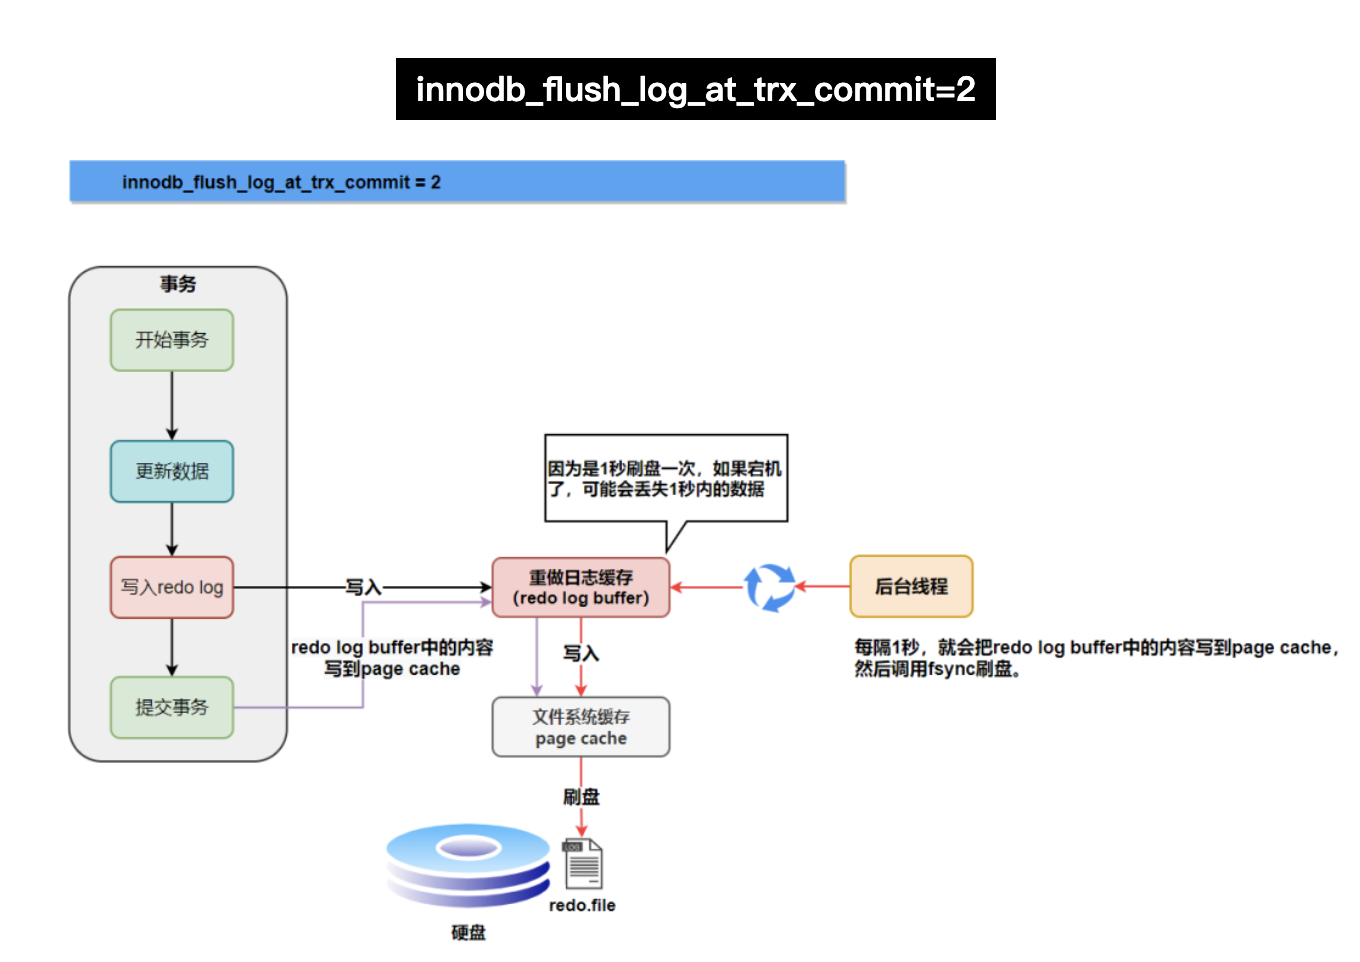 innodb_flush_log_at_trx_commit=2
innodb_flush_log_at_trx_commit = 2
事务
开始事务
更新数据
写入redo log
提交事务
写入
redo log buffer中的内容
写到page cache
因为是1秒刷盘一次，如果宕机
了，可能会丢失1秒内的数据
重做日志缓存
（redo log buffer）
后台线程
每隔1秒，就会把redo log buffer中的内容写到page cache，
然后调用fsync刷盘。
写入
文件系统缓存
page cache
刷盘
LOG
redo.file
硬盘